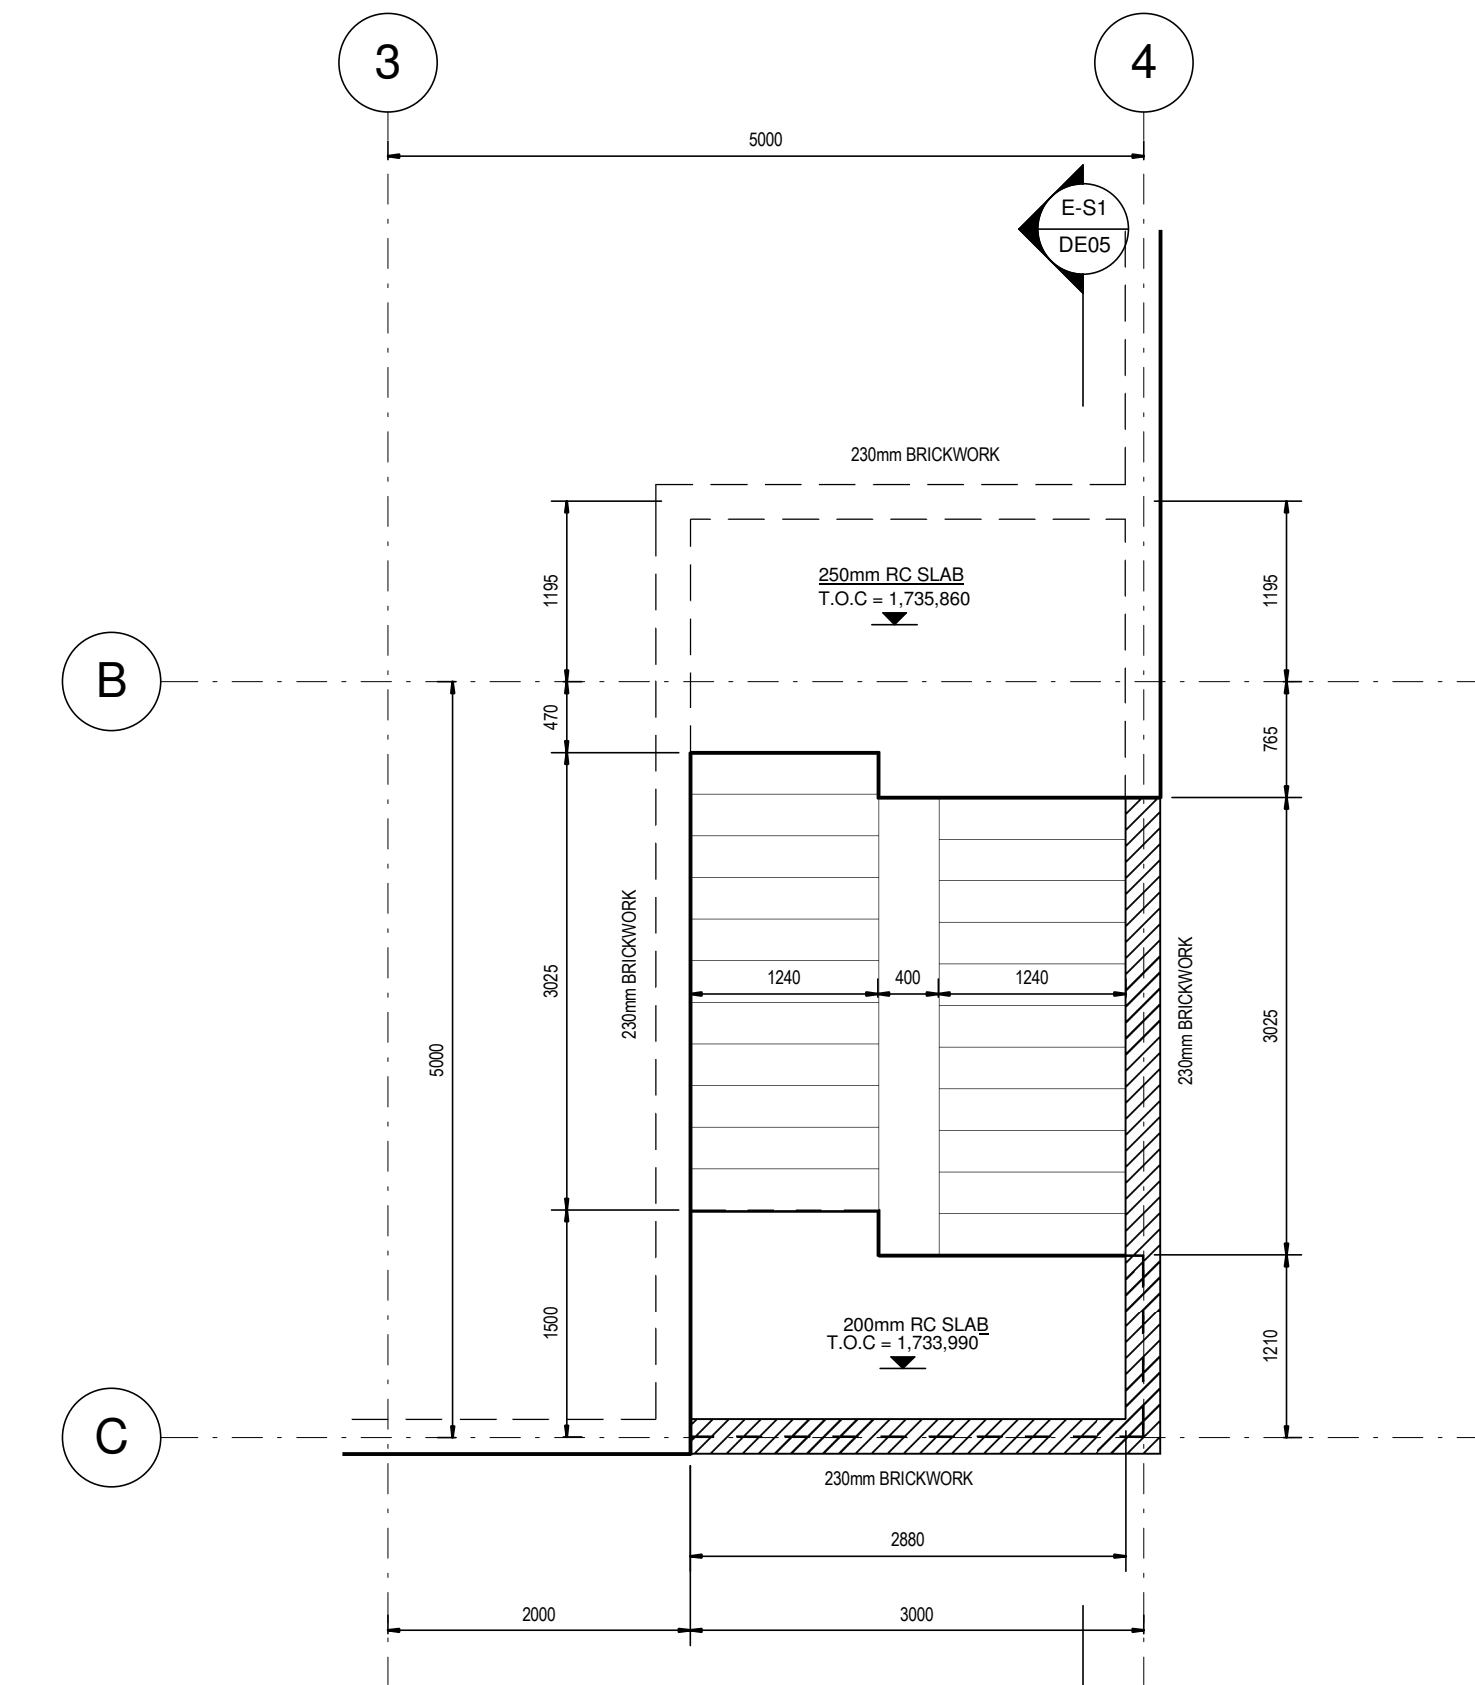 3
4
5000
E-S1
DE05
230mm BRICKWORK
1195
250mm RC SLAB
T.O.C = 1,735,860
1195
B
470
765
230mm BRICKWORK
3025
1240
400
1240
230mm BRICKWORK
3025
5000
1500
200mm RC SLAB
T.O.C = 1,733,990
1210
C
230mm BRICKWORK
2880
2000
3000